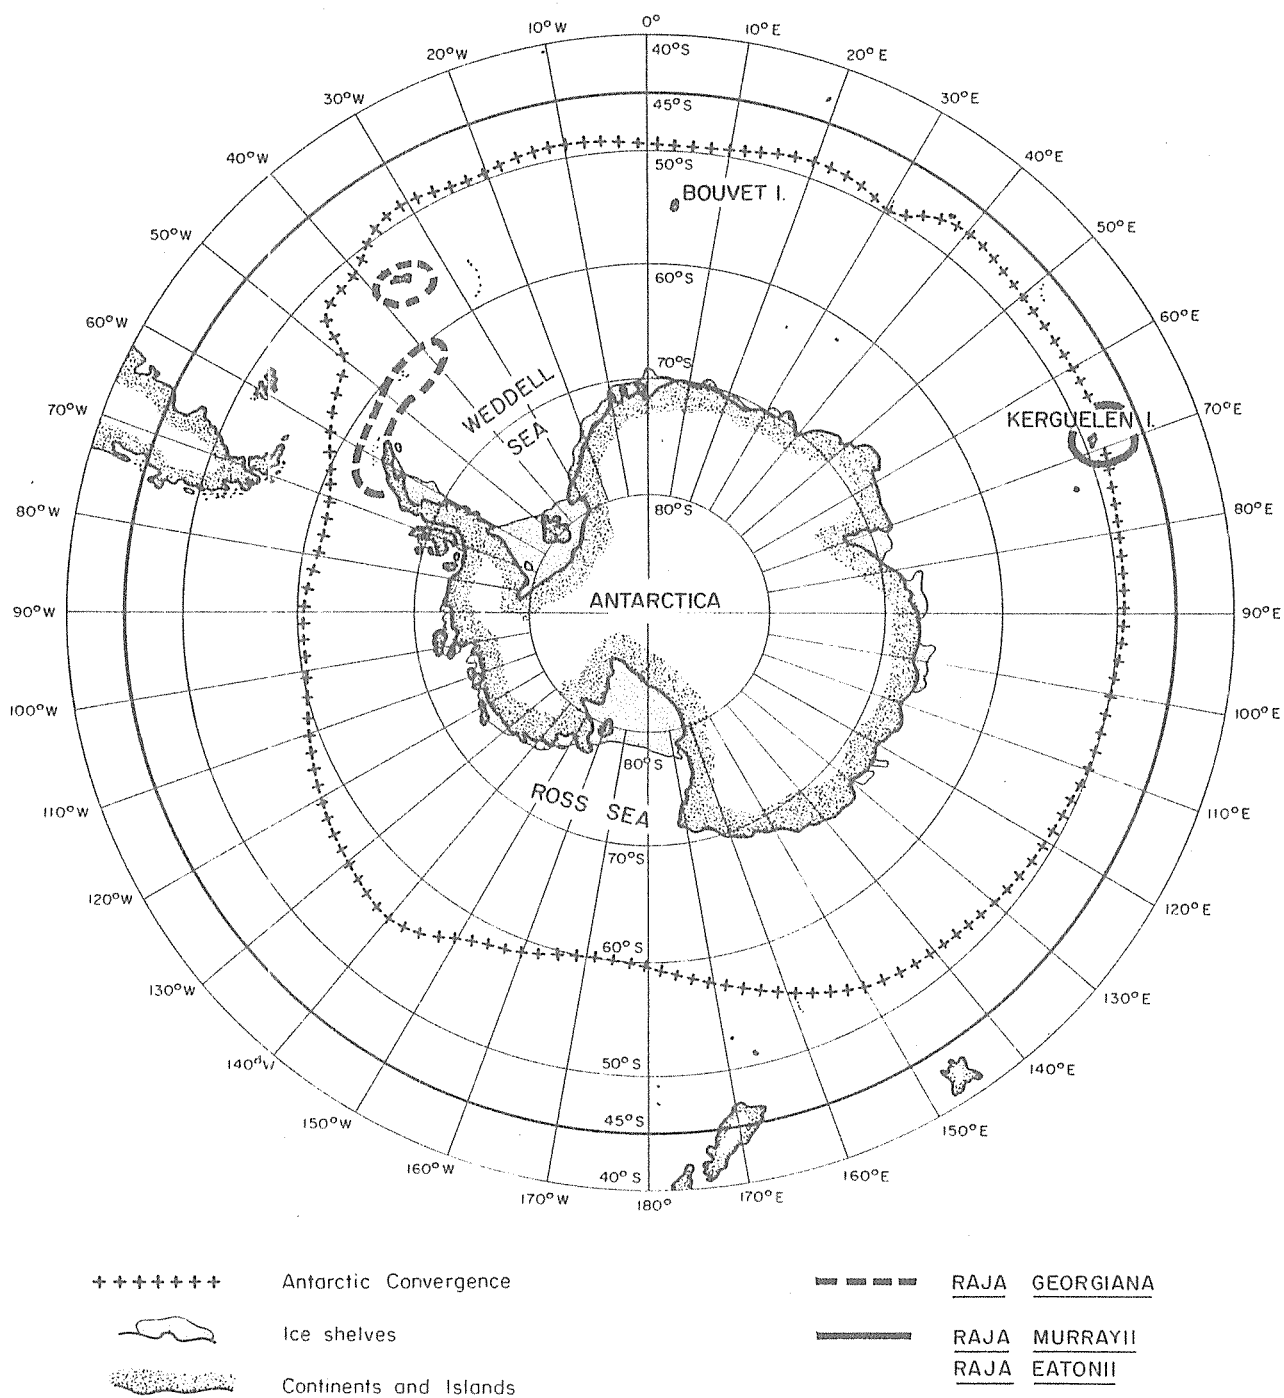 0°
10°W
10°E
20°W
20°E
40°S
30°W
30°E
45°S
40°W
40°E
50°S
BOUVET I.
50°W
50°E
60°S
60°W
60°E
70°S
WEDDELL
SEA
70°W
70°E
KERGUELEN I.
80°W
80°E
80°S
ANTARCTICA
90°W
90°E
100°W
100°E
80°S
ROSS SEA
110°W
110°E
70°S
120°W
120°E
60°S
130°W
130°E
50°S
140°W
140°E
45°S
150°W
150°E
160°W
160°E
40°S
170°W
180°
170°E
Antarctic Convergence
RAJA GEORGIANA
Ice shelves
RAJA MURRAYII
RAJA EATONII
Continents and Islands